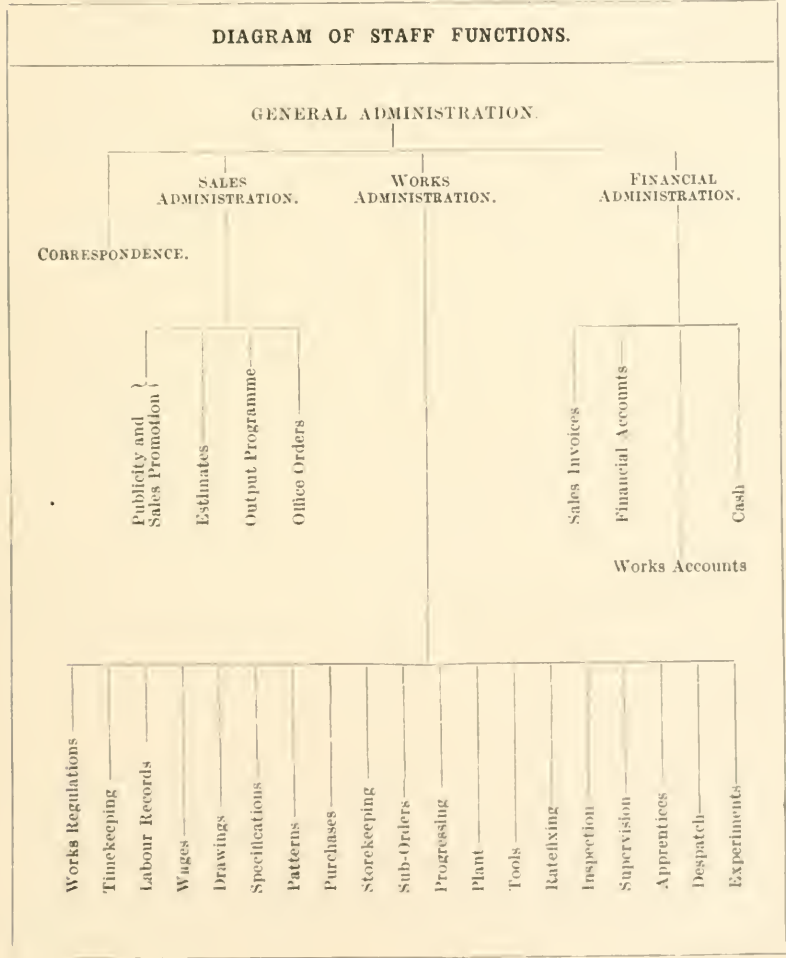 DIAGRAM OF STAFF FUNCTIONS.
GENERAL ADMINISTRATION.
SALES
ADMINISTRATION.
WORKS
ADMINISTRATION.
FINANCIAL
ADMINISTRATION.
CORRESPONDENCE.
Publicity and
Sales Promotion
Estimates
Output Programme
Office Orders
Sales Invoices
Financial Accounts
Cash
Works Accounts
Works Regulations
Timekeeping
Labour Records
Wages
Drawings
Specifications
Patterns
Purchases
Storekeeping
Sub-Orders
Progressing
Plant
Tools
Ratefixing
Inspection
Supervision
Apprentices
Despatch
Experiments